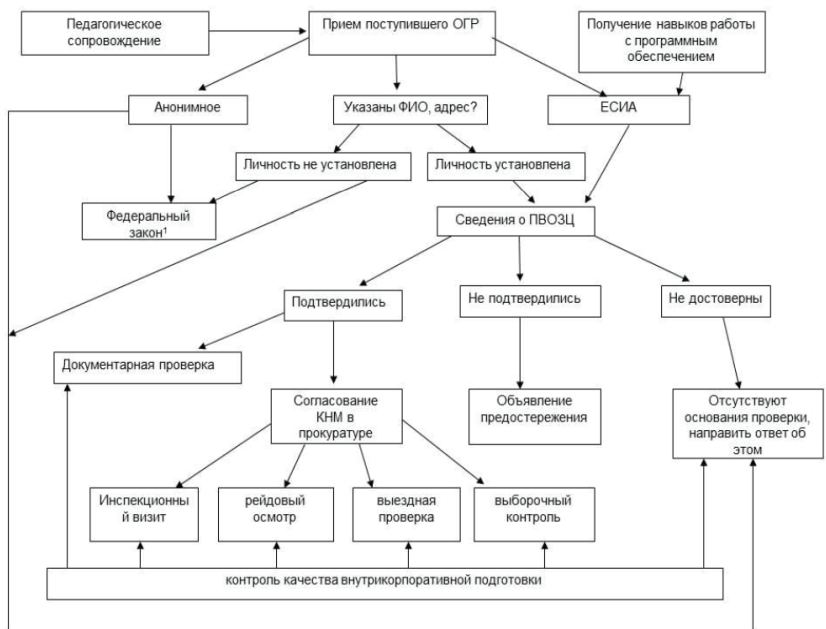 Педагогическое
сопровождение
Прием поступившего ОГР
Получение навыков работы
с программным
обеспечением
Анонимное
Указаны ФИО, адрес?
ЕСИА
Личность не установлена
Личность установлена
Федеральный
закон¹
Сведения о ПВОЗЦ
Подтвердились
Не подтвердились
Не достоверны
Документарная проверка
Согласование
КНМ в
прокуратуре
Объявление
предостережения
Отсутствуют
основания проверки,
направить ответ об
этом
Инспекционны
й визит
рейдовый
осмотр
выездная
проверка
выборочный
контроль
контроль качества внутрикорпоративной подготовки